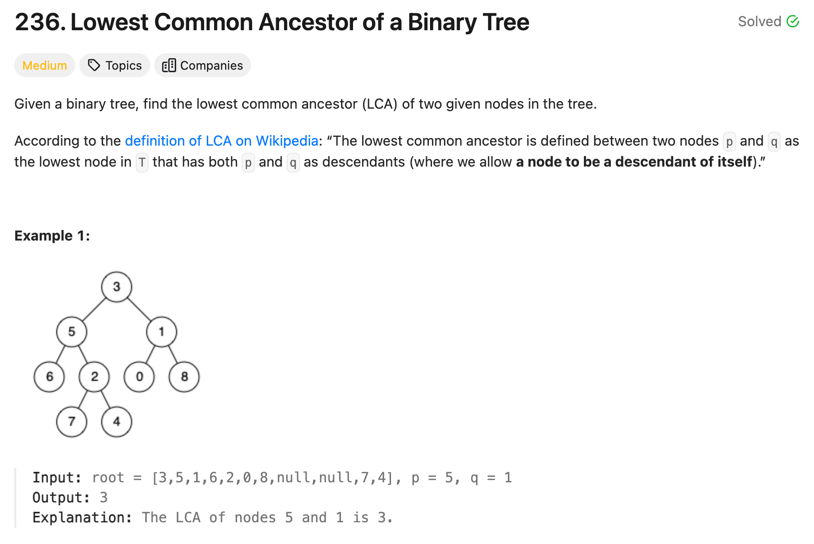 236. Lowest Common Ancestor of a Binary Tree
Solved
Medium
Topics
Companies
Given a binary tree, find the lowest common ancestor (LCA) of two given nodes in the tree.
According to the definition of LCA on Wikipedia: “The lowest common ancestor is defined between two nodes p and q as
the lowest node in T that has both p and q as descendants (where we allow a node to be a descendant of itself).”
Example 1:
3
5 1
6 2 0 8
7 4
Input: root = [3,5,1,6,2,0,8,null,null,7,4], p = 5, q = 1
Output: 3
Explanation: The LCA of nodes 5 and 1 is 3.